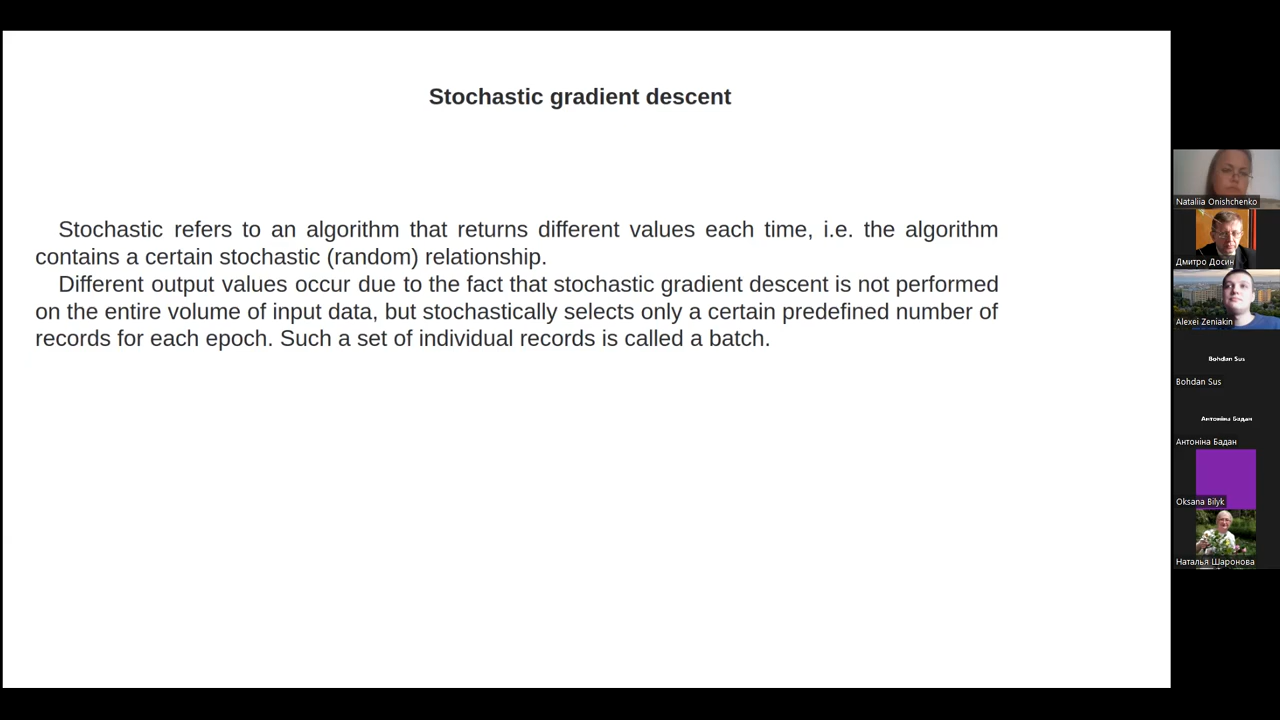 Stochastic gradient descent
Stochastic refers to an algorithm that returns different values each time, i.e. the algorithm
contains a certain stochastic (random) relationship.
Different output values occur due to the fact that stochastic gradient descent is not performed
on the entire volume of input data, but stochastically selects only a certain predefined number of
records for each epoch. Such a set of individual records is called a batch.
Nataliia Onishchenko
Дмитро Досин
Alexei Zeniakin
Bohdan Sus
Bohdan Sus
Антоніна Бадан
Антоніна Бадан
Oksana Bilyk
Наталья Шаронова